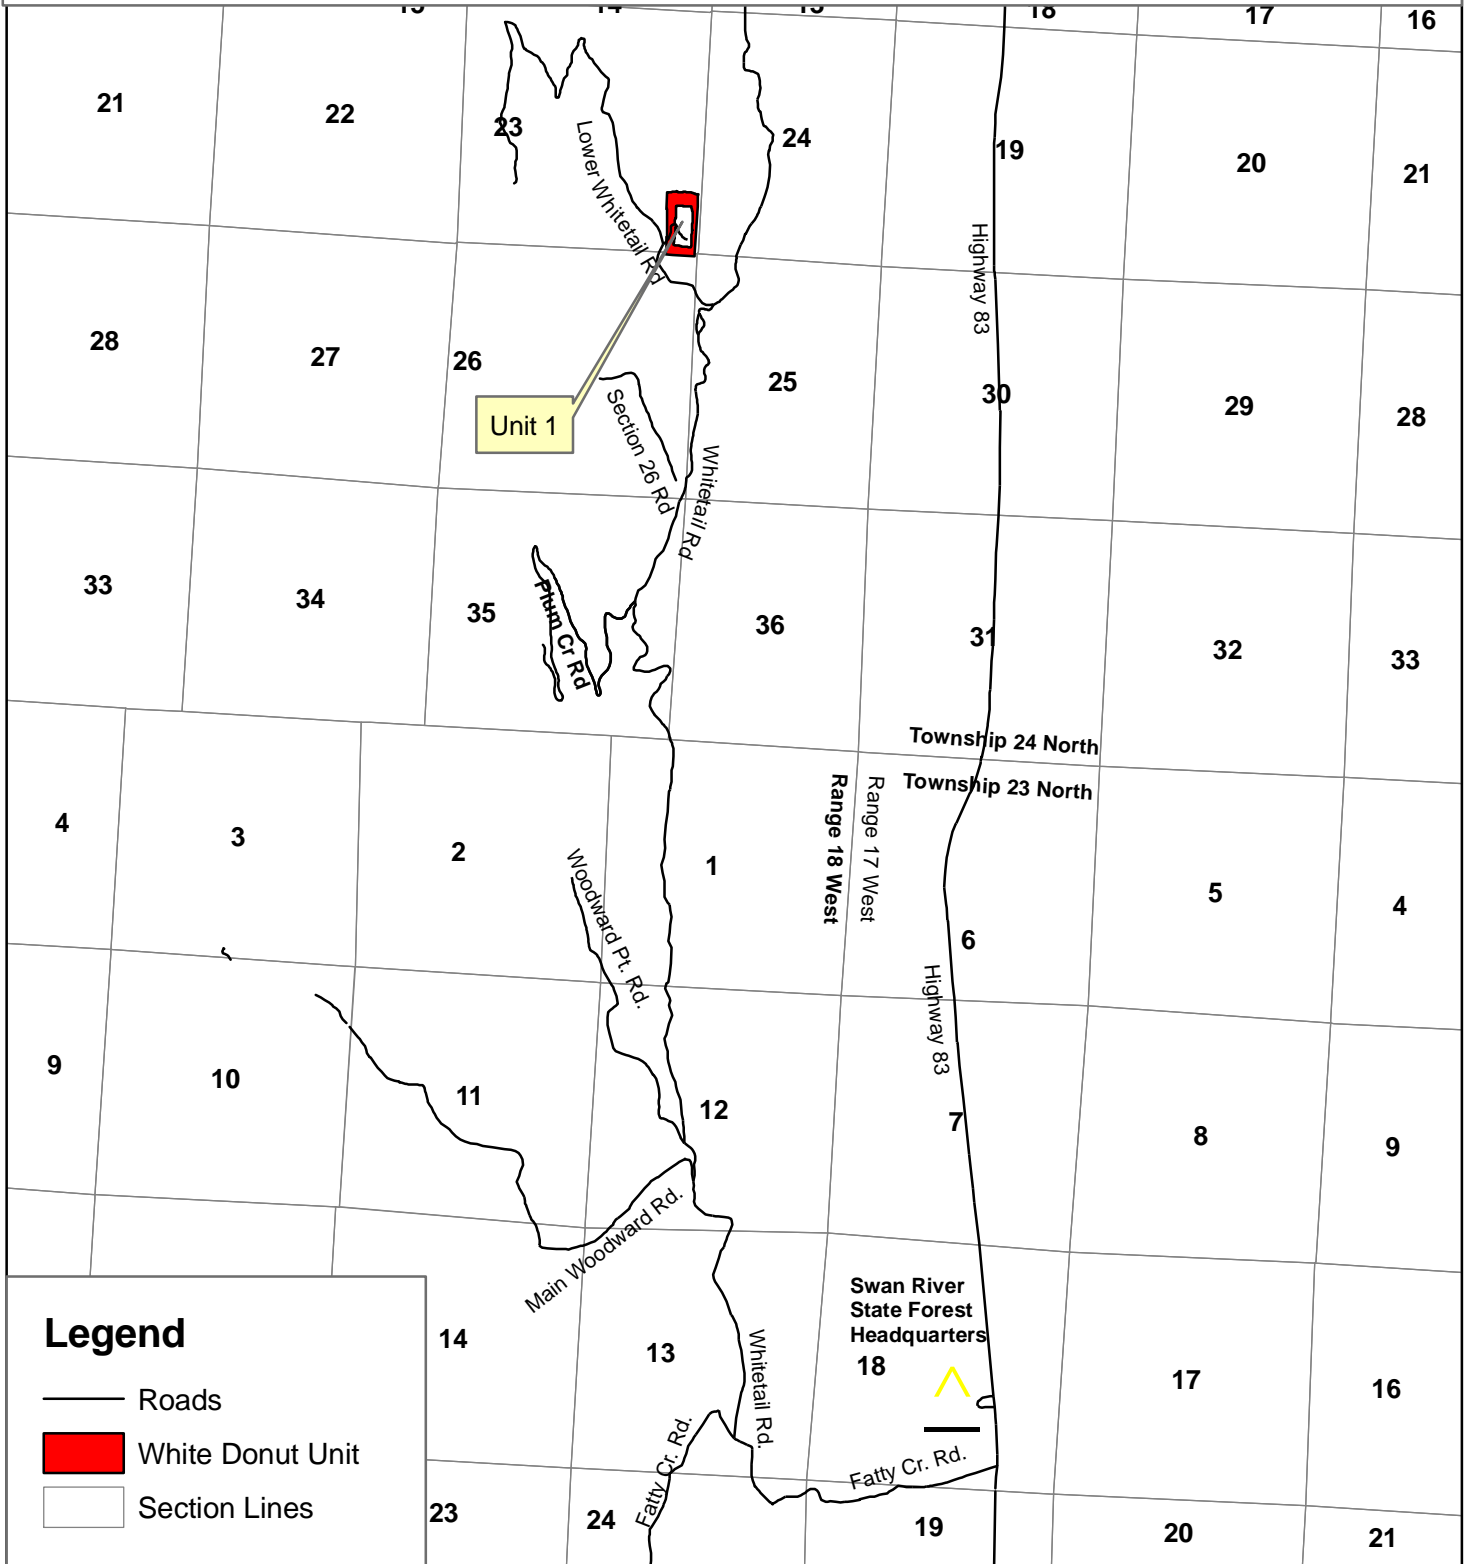 18
17
16
21
22
23
24
19
20
21
Lower Whitetail Rd
Highway 83
28
27
26
25
30
29
28
Unit 1
Section 26 Rd
Whitetail Rd
33
34
35
Plum Cr Rd
36
31
32
33
Township 24 North
Township 23 North
Range 18 West
Range 17 West
4
3
2
1
6
5
4
Woodward Pt. Rd.
Highway 83
9
10
11
12
7
8
9
Main Woodward Rd.
Swan River
State Forest
Headquarters
14
13
18
17
16
Whitetail Rd.
Fatty Cr. Rd.
Fatty Cr. Rd.
23
24
19
20
21
Legend
Roads
White Donut Unit
Section Lines